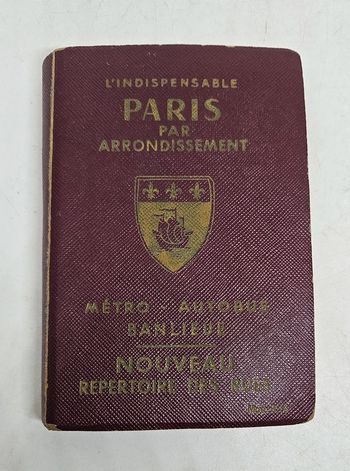 L'INDISPENSABLE
PARIS
PAR
ARRONDISSEMENT
MÉTRO - AUTOBUS
BANLIEUE
NOUVEAU
REPERTOIRE DES RUES